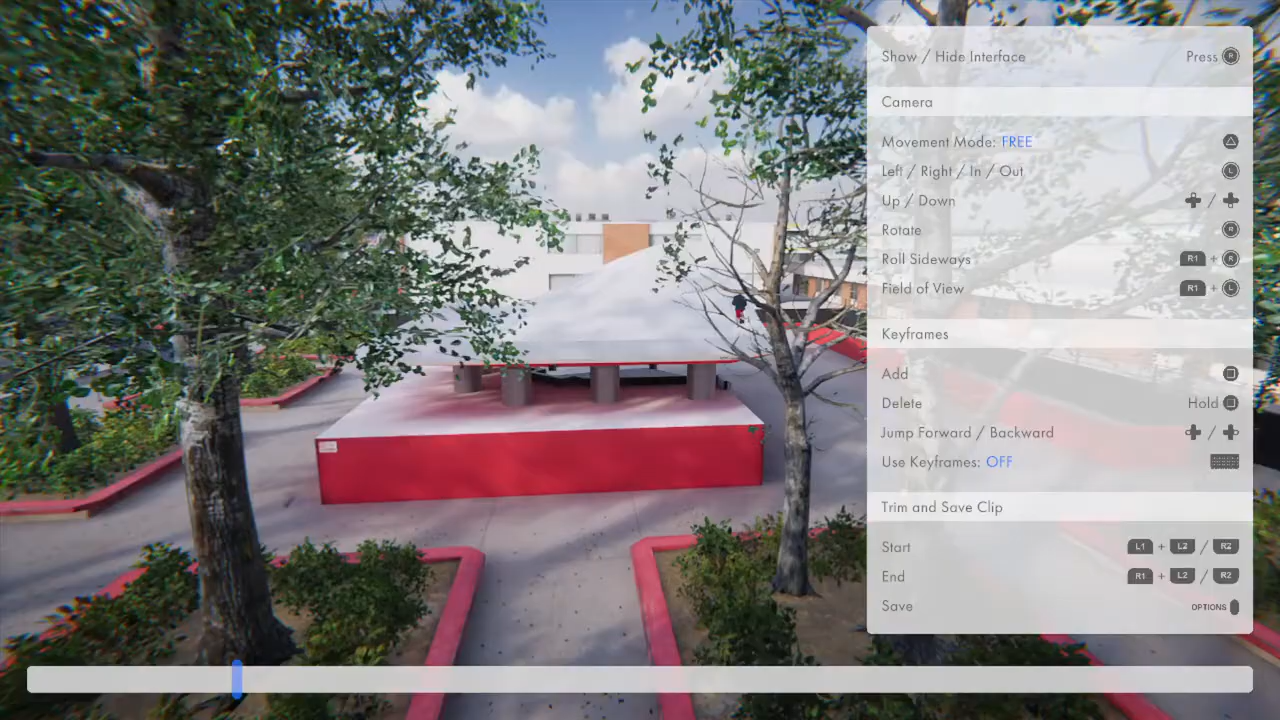 Show / Hide Interface Press R
Camera
Movement Mode: FREE
Left / Right / In / Out L
Up / Down /
Rotate R
Roll Sideways R1 + R
Field of View R1 + L
Keyframes
Add
Delete Hold
Jump Forward / Backward /
Use Keyframes: OFF
Trim and Save Clip
Start L1 + L2 / R2
End R1 + L2 / R2
Save OPTIONS